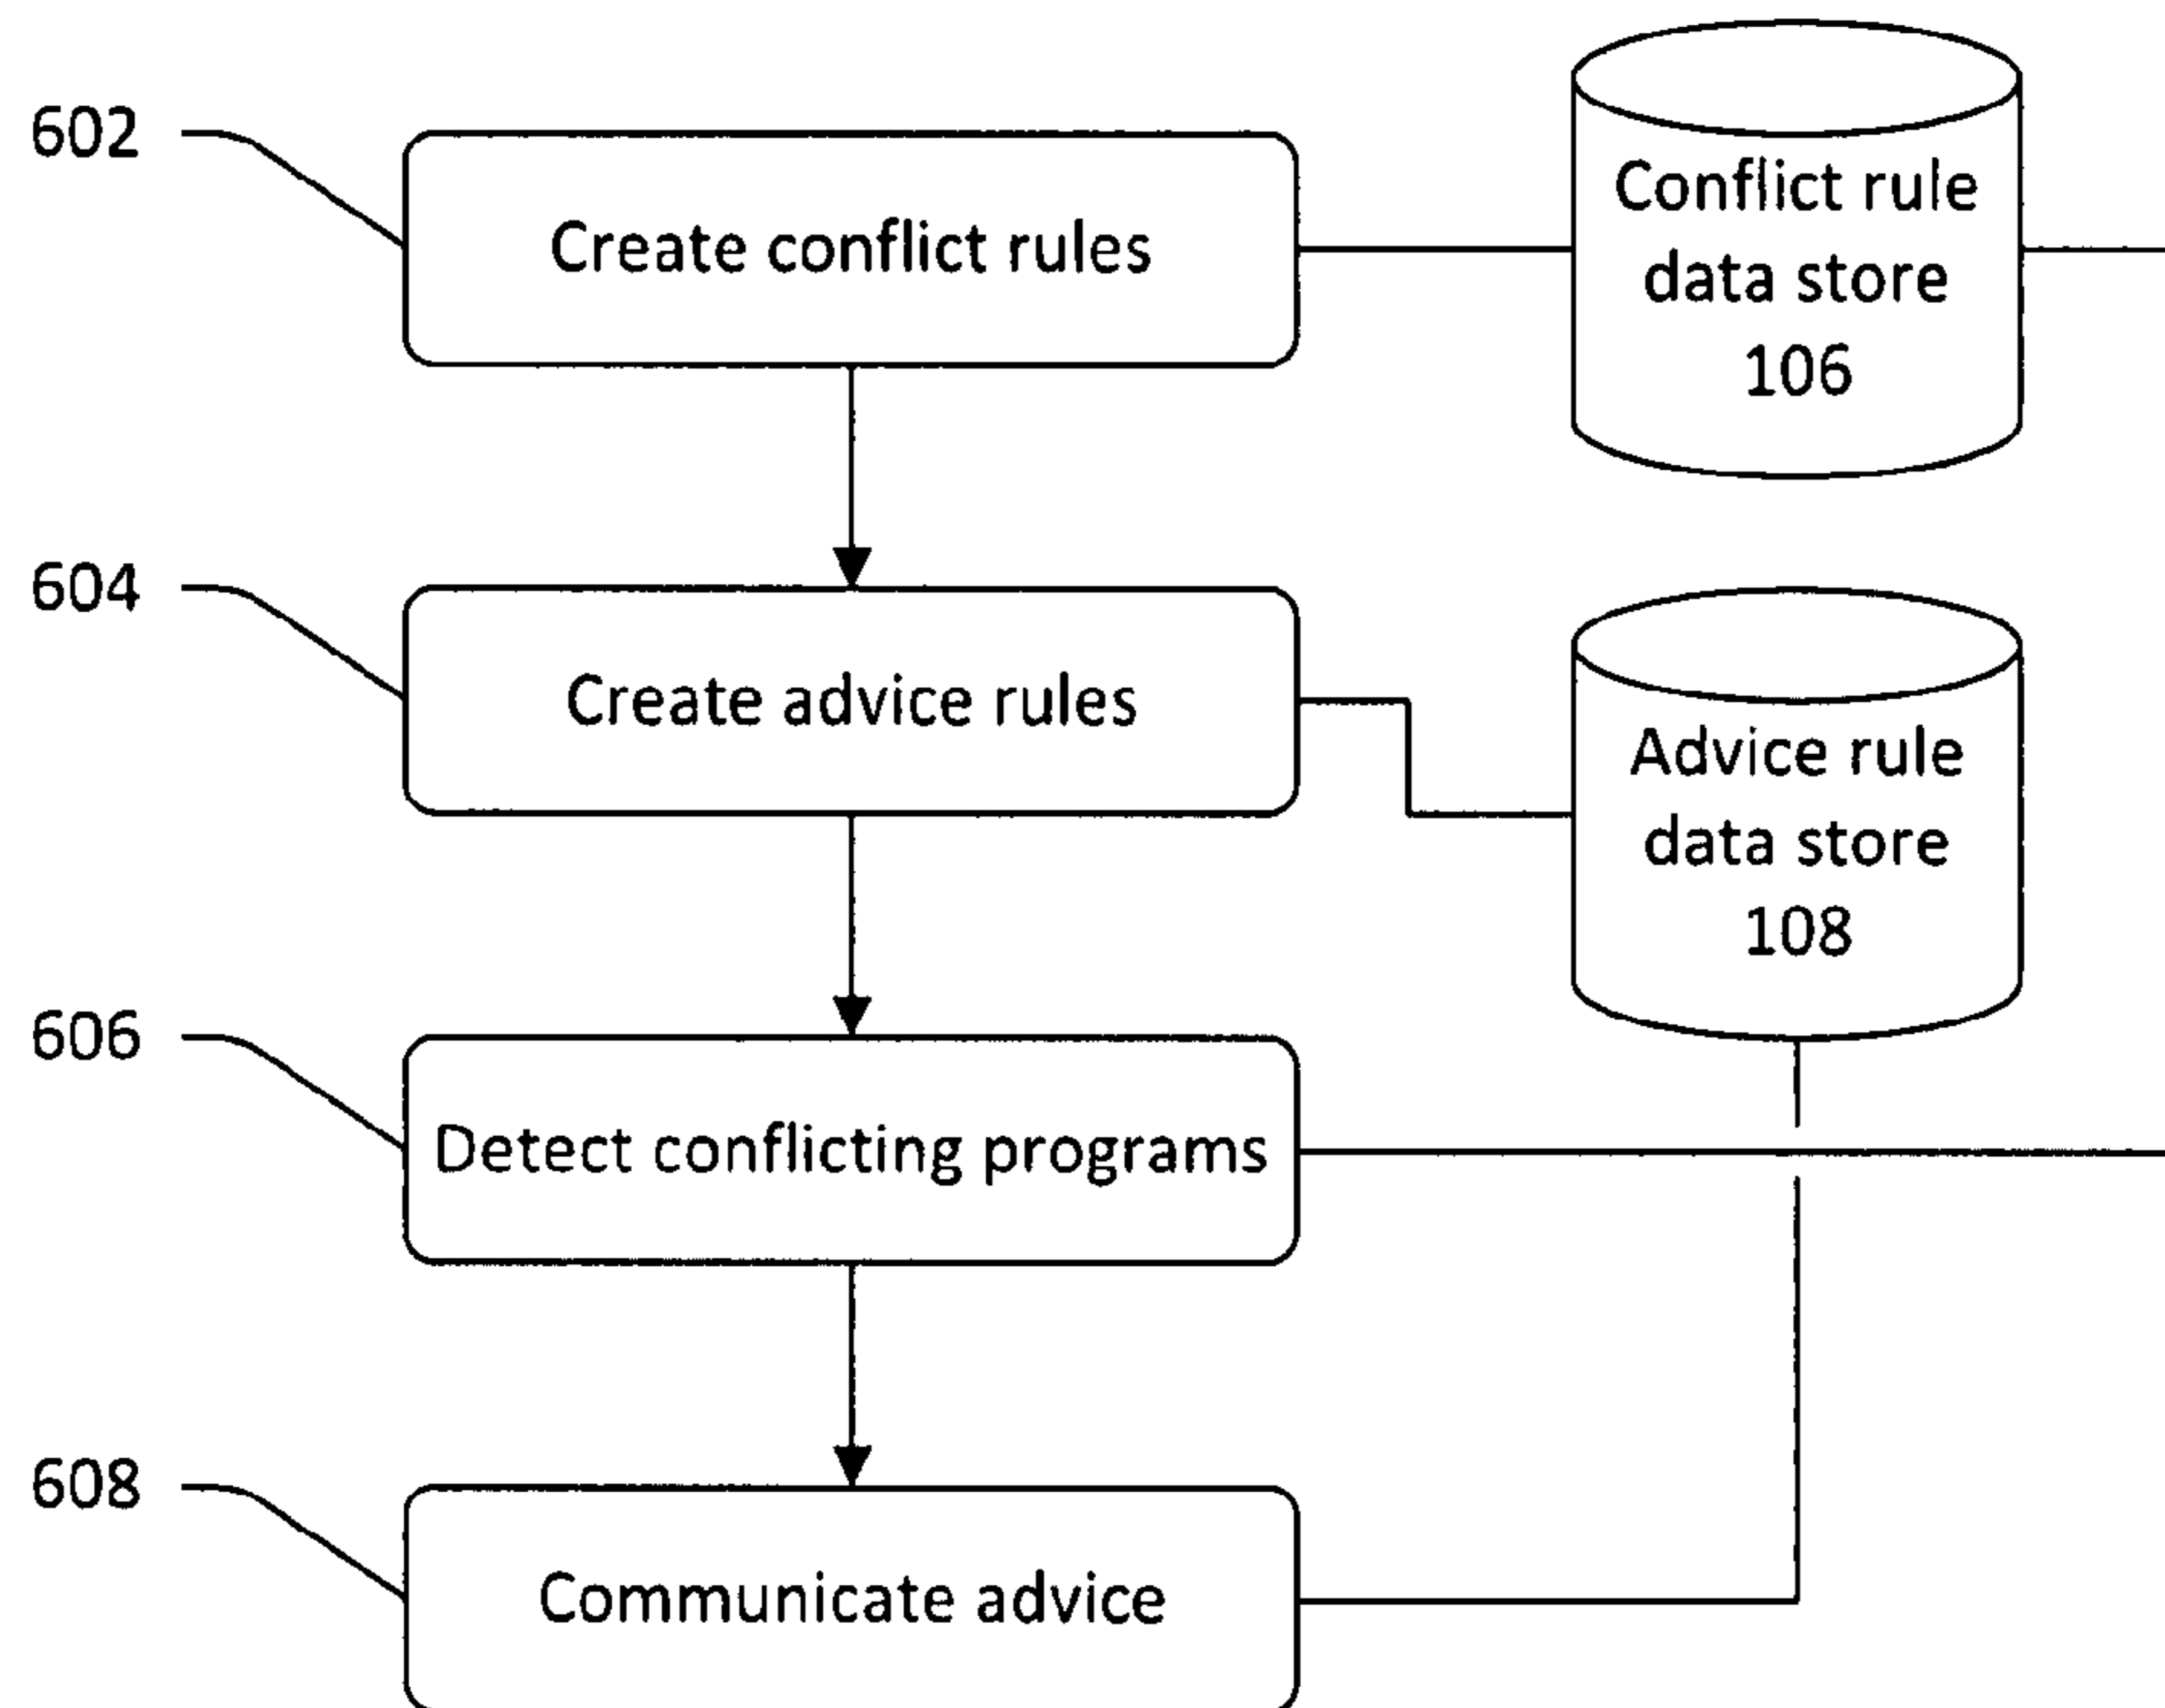 602
Create conflict rules
Conflict rule
data store
106
604
Create advice rules
Advice rule
data store
108
606
Detect conflicting programs
608
Communicate advice